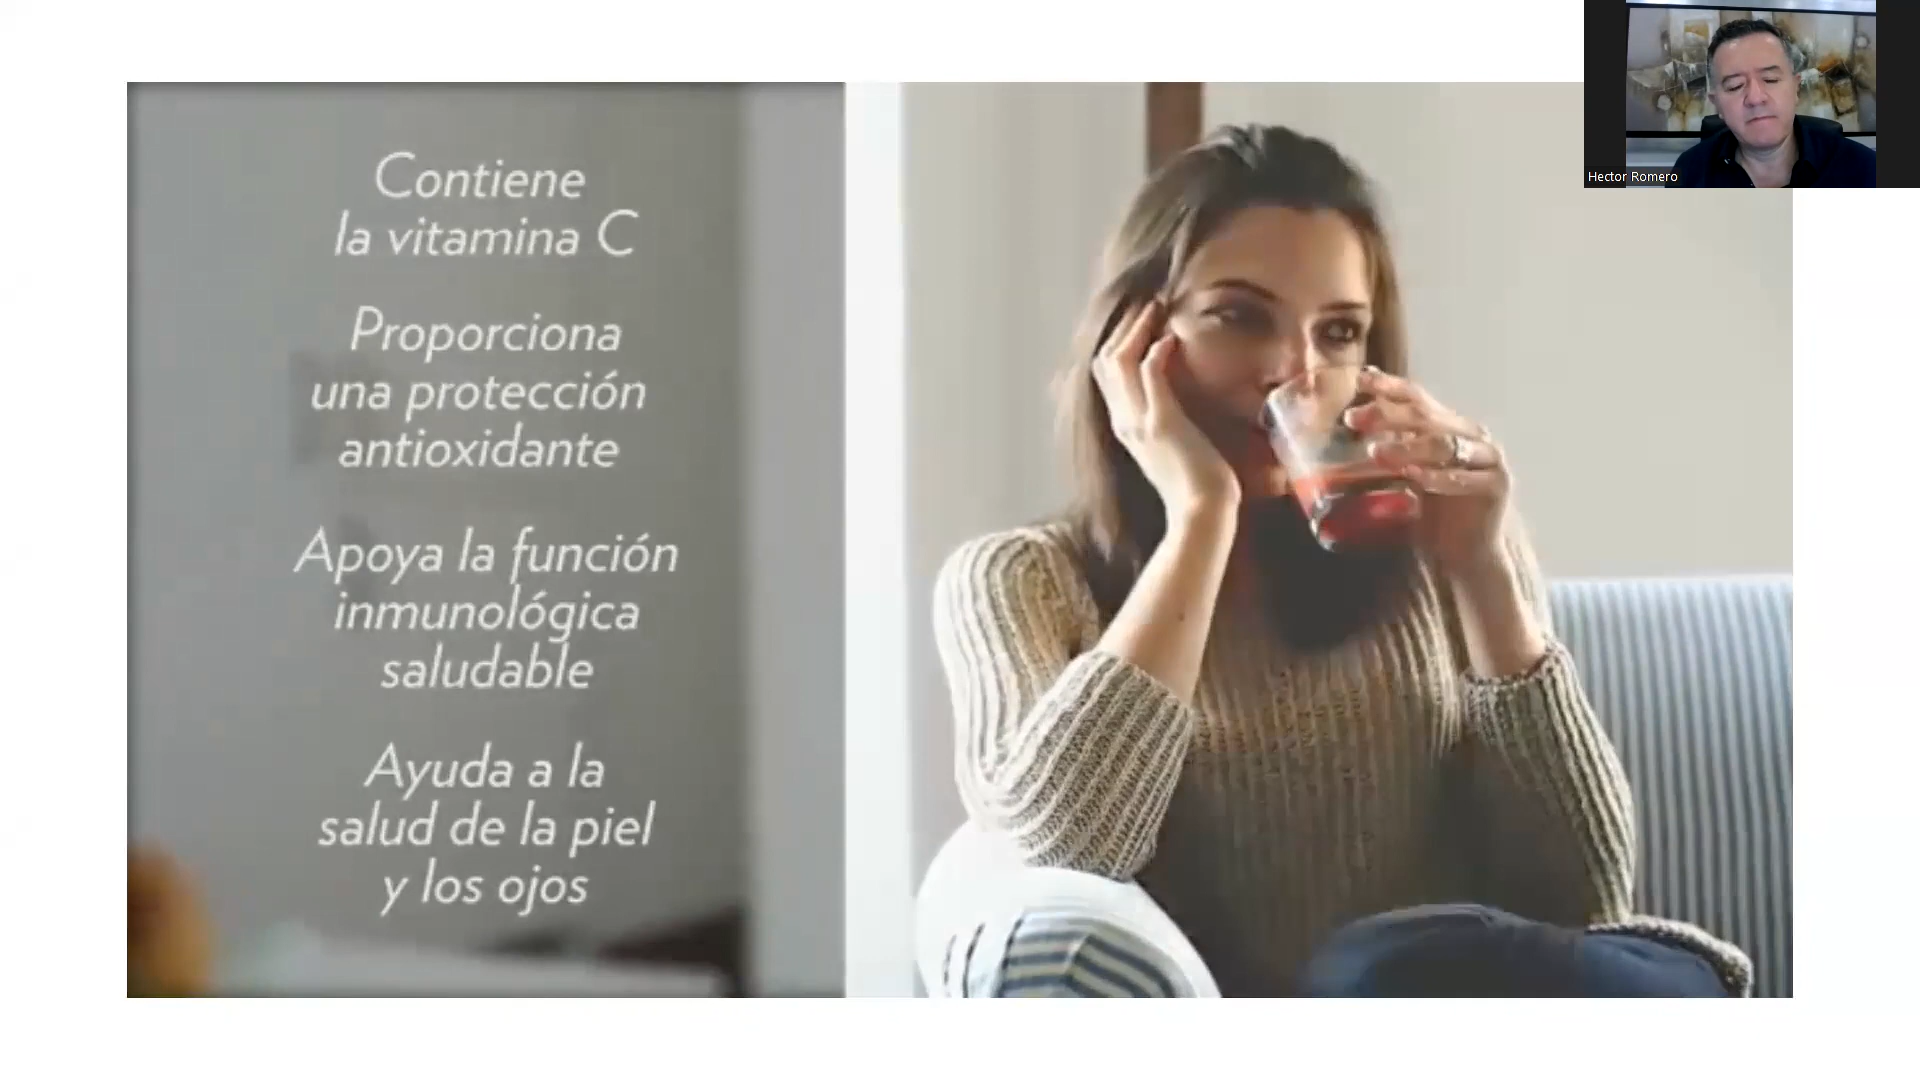 Contiene
la vitamina C
Proporciona
una protección
antioxidante
Apoya la función
inmunológica
saludable
Ayuda a la
salud de la piel
y los ojos
Hector Romero